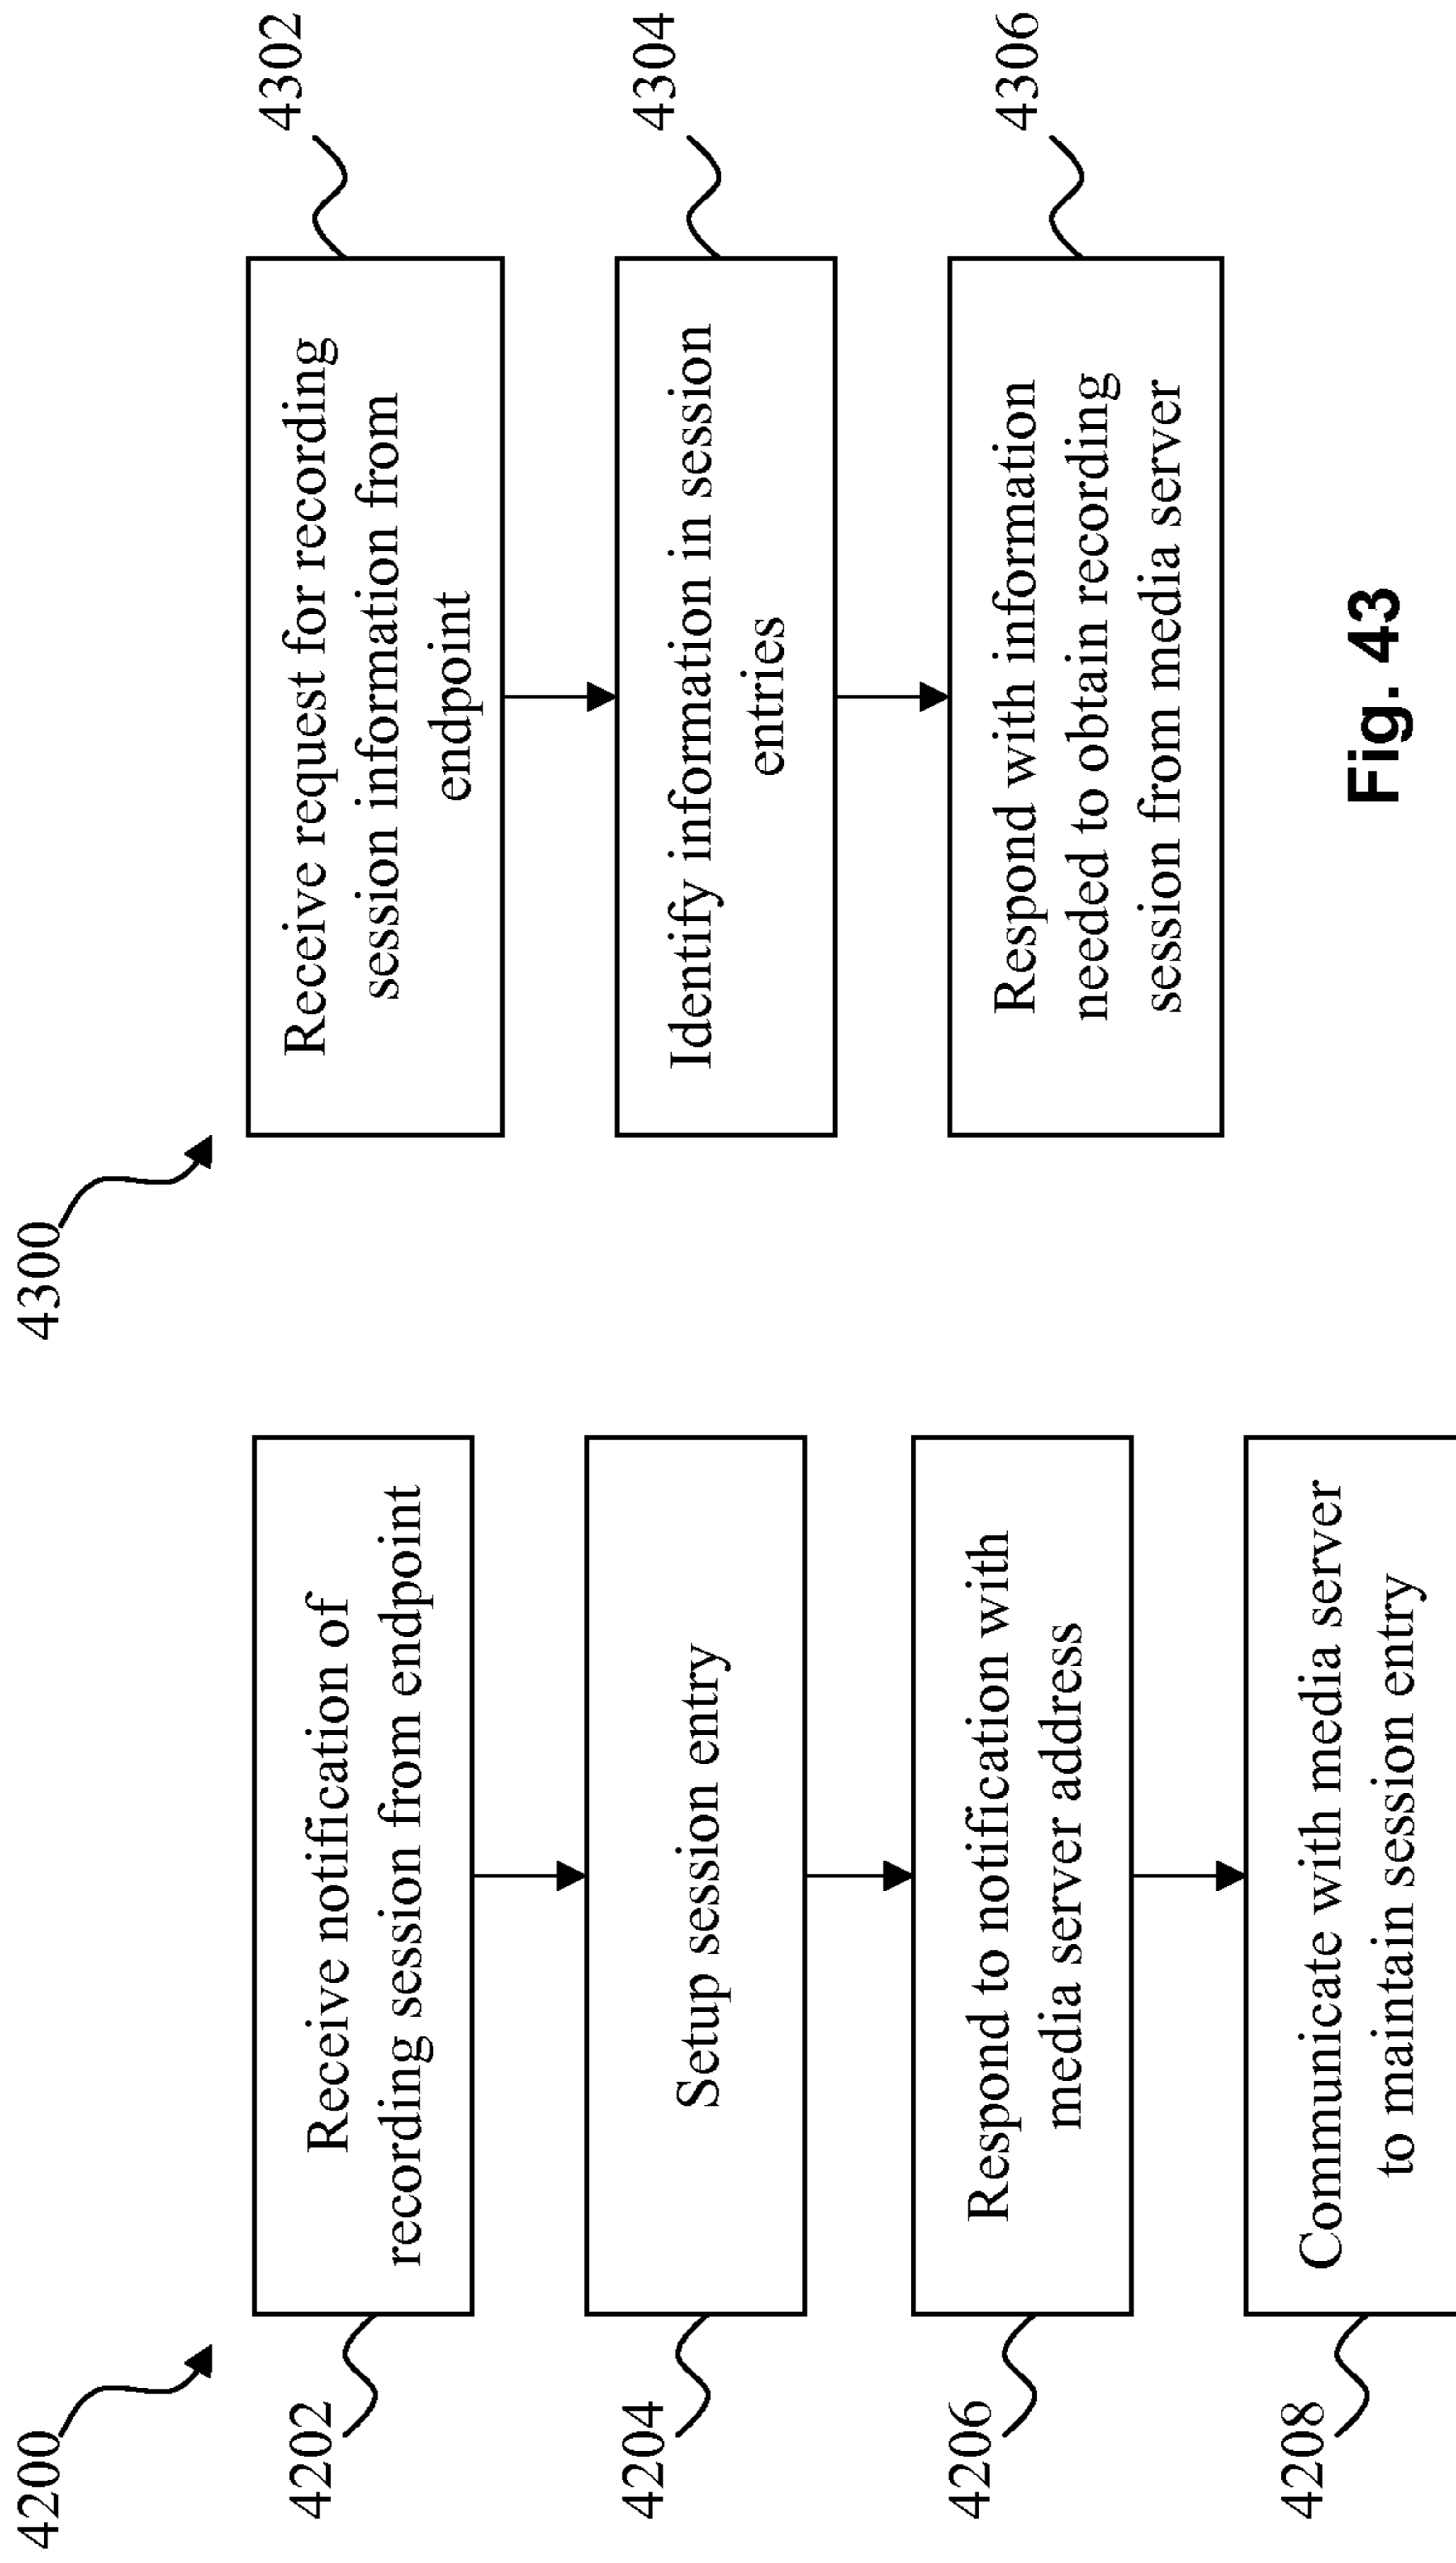 4200
4202
Receive notification of
recording session from endpoint
4204
Setup session entry
4206
Respond to notification with
media server address
4208
Communicate with media server
to maintain session entry
4300
4302
Receive request for recording
session information from
endpoint
4304
Identify information in session
entries
4306
Respond with information
needed to obtain recording
session from media server
Fig. 43